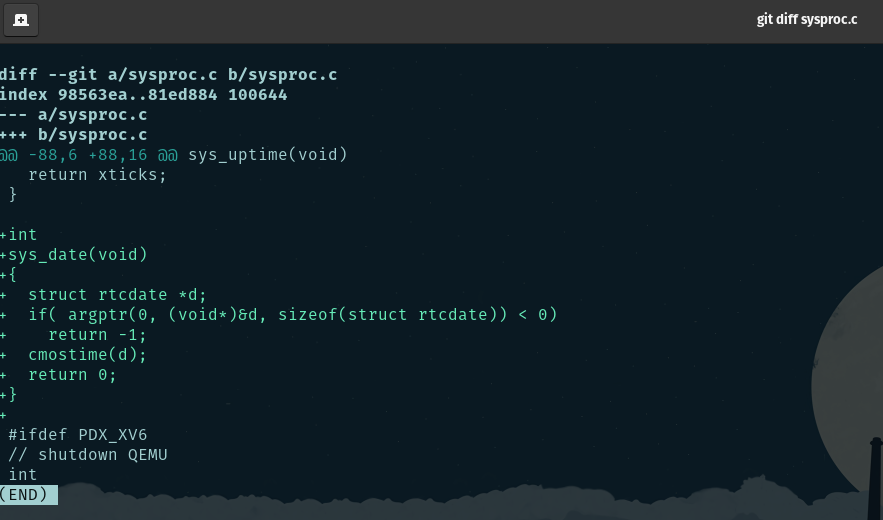 git diff sysproc.c
diff --git a/sysproc.c b/sysproc.c
index 98563ea..81ed884 100644
--- a/sysproc.c
+++ b/sysproc.c
@@ -88,6 +88,16 @@ sys_uptime(void)
   return xticks;
 }

+int
+sys_date(void)
+{
+  struct rtcdate *d;
+  if( argptr(0, (void*)&d, sizeof(struct rtcdate)) < 0)
+    return -1;
+  cmostime(d);
+  return 0;
+}
+
 #ifdef PDX_XV6
 // shutdown QEMU
 int
(END)